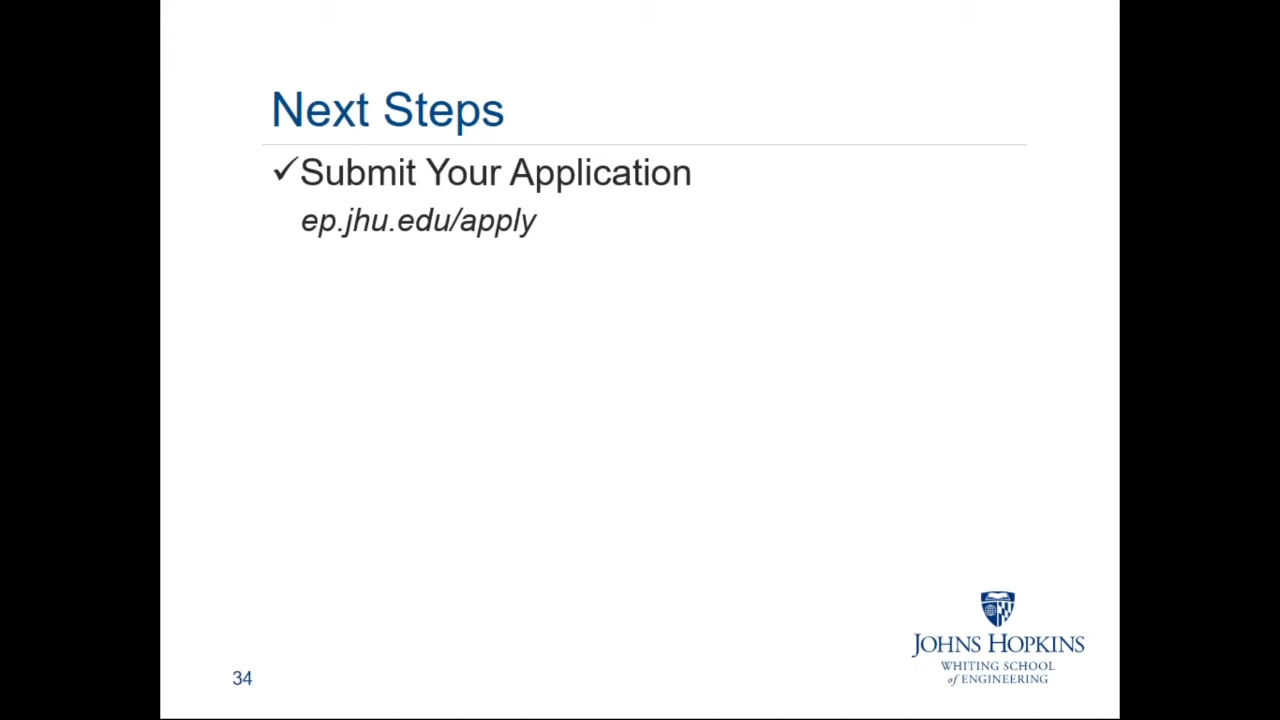 Next Steps
✓Submit Your Application
ep.jhu.edu/apply
JOHNS HOPKINS
WHITING SCHOOL
of ENGINEERING
34